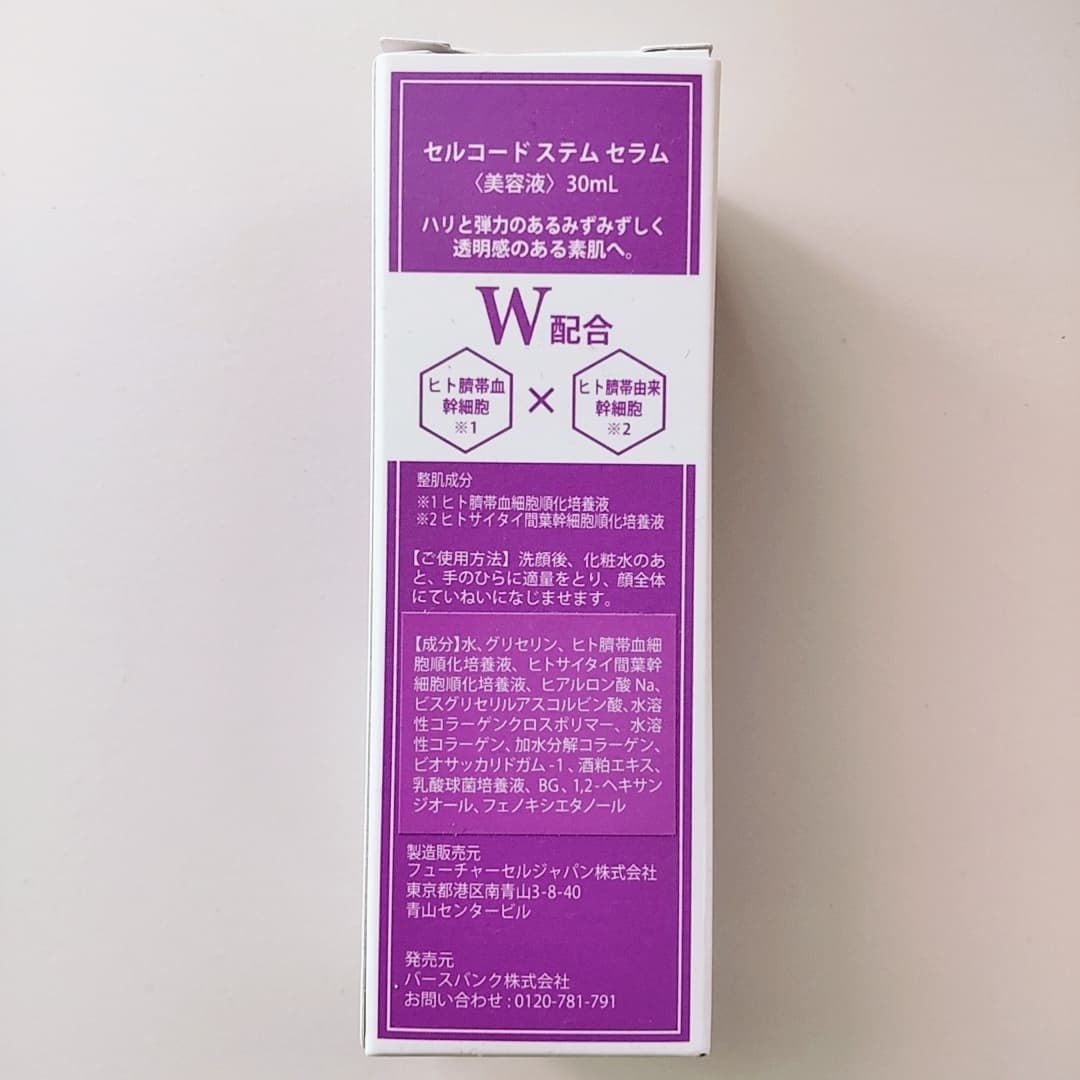 セルコード ステム セラム
〈美容液〉30mL
ハリと弾力のあるみずみずしく
透明感のある素肌へ。
W配合
ヒト臍帯血
幹細胞
※1
×
ヒト臍帯由来
幹細胞
※2
整肌成分
※1 ヒト臍帯血細胞順化培養液
※2 ヒトサイタイ間葉幹細胞順化培養液
【ご使用方法】洗顔後、化粧水のあ
と、手のひらに適量をとり、顔全体
にていねいになじませます。
【成分】水、グリセリン、ヒト臍帯血細
胞順化培養液、ヒトサイタイ間葉幹
細胞順化培養液、ヒアルロン酸 Na、
ビスグリセリルアスコルビン酸、水溶
性コラーゲンクロスポリマー、水溶
性コラーゲン、加水分解コラーゲン、
ビオサッカリドガム -1 、酒粕エキス、
乳酸球菌培養液、BG、1,2-ヘキサン
ジオール、フェノキシエタノール
製造販売元
フューチャーセルジャパン株式会社
東京都港区南青山3-8-40
青山センタービル
発売元
バースバンク株式会社
お問い合わせ : 0120-781-791